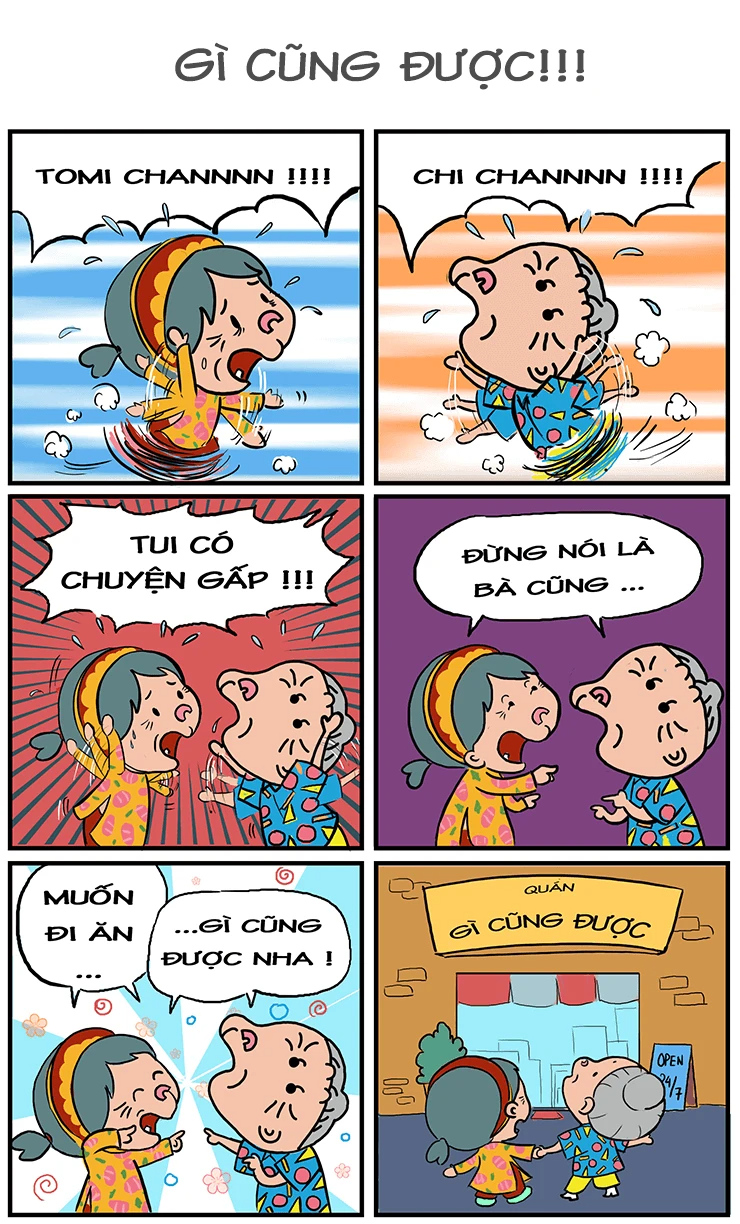 GÌ CŨNG ĐƯỢC!!!
TOMI CHANNNN !!!!
CHI CHANNNN !!!!
TUI CÓ
CHUYỆN GẤP !!!
ĐỪNG NÓI LÀ
BÀ CŨNG ...
MUỐN
ĐI ĂN
...
...GÌ CŨNG
ĐƯỢC NHA !
QUÁN
GÌ CŨNG ĐƯỢC
OPEN
24/7